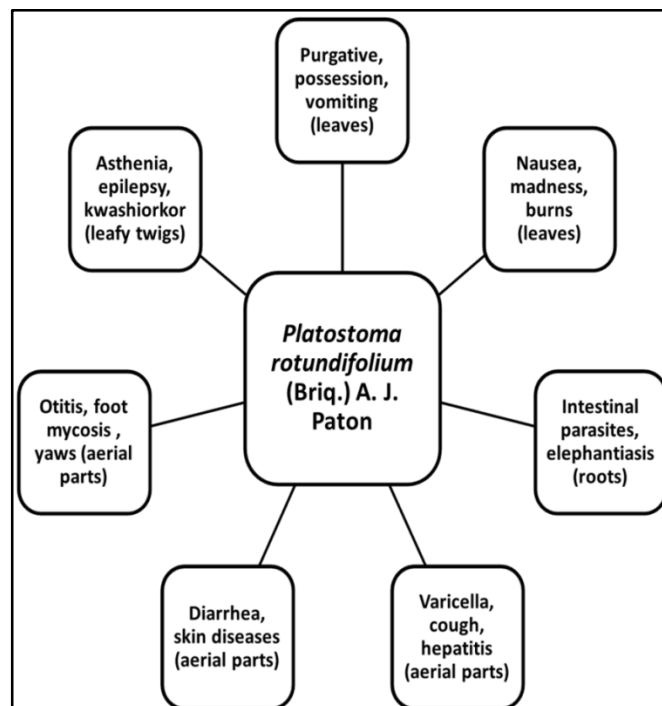 Purgative,
possession,
vomiting
(leaves)
Nausea,
madness,
burns
(leaves)
Intestinal
parasites,
elephantiasis
(roots)
Varicella,
cough,
hepatitis
(aerial parts)
Diarrhea,
skin diseases
(aerial parts)
Otitis, foot
mycosis ,
yaws (aerial
parts)
Asthenia,
epilepsy,
kwashiorkor
(leafy twigs)
Platostoma
rotundifolium
(Briq.) A. J.
Paton